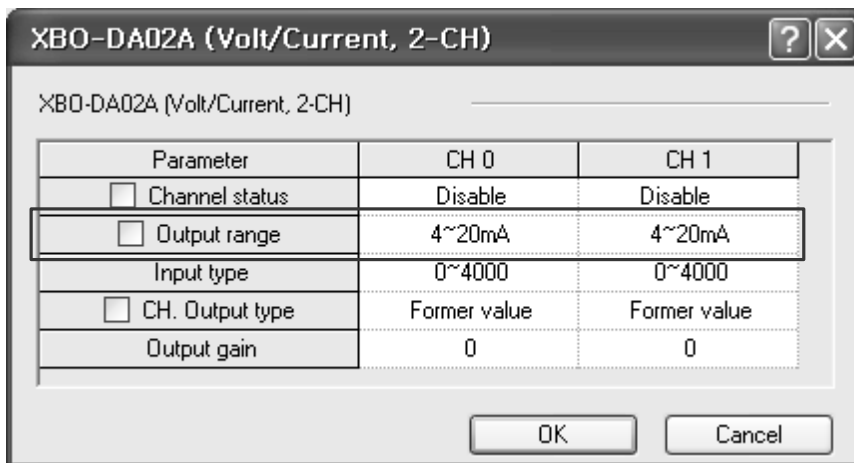 XBO-DA02A (Volt/Current, 2-CH)
XBO-DA02A (Volt/Current, 2-CH)
Parameter CH 0 CH 1
Channel status Disable Disable
Output range 4~20mA 4~20mA
Input type 0~4000 0~4000
CH. Output type Former value Former value
Output gain 0 0
OK Cancel